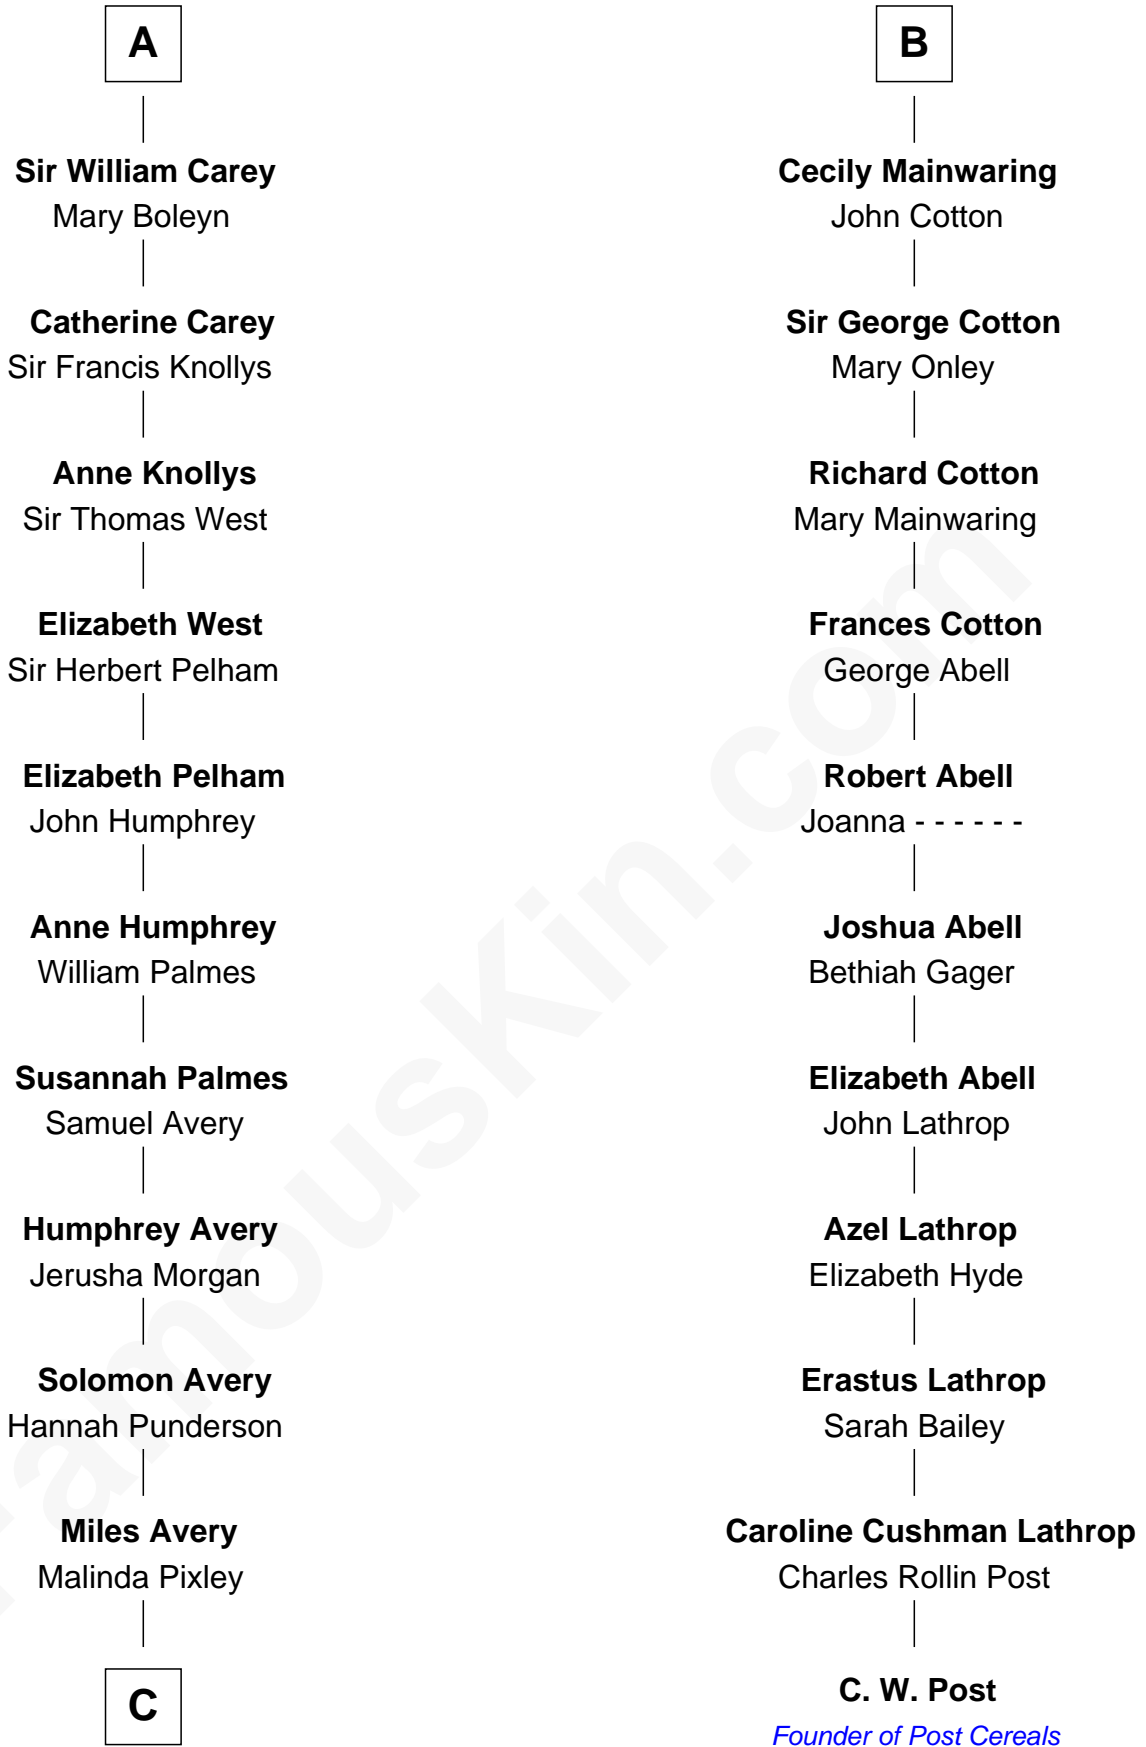 A
Sir William Carey
Mary Boleyn
Catherine Carey
Sir Francis Knollys
Anne Knollys
Sir Thomas West
Elizabeth West
Sir Herbert Pelham
Elizabeth Pelham
John Humphrey
Anne Humphrey
William Palmes
Susannah Palmes
Samuel Avery
Humphrey Avery
Jerusha Morgan
Solomon Avery
Hannah Punderson
Miles Avery
Malinda Pixley
C
B
Cecily Mainwaring
John Cotton
Sir George Cotton
Mary Onley
Richard Cotton
Mary Mainwaring
Frances Cotton
George Abell
Robert Abell
Joanna - - - - - -
Joshua Abell
Bethiah Gager
Elizabeth Abell
John Lathrop
Azel Lathrop
Elizabeth Hyde
Erastus Lathrop
Sarah Bailey
Caroline Cushman Lathrop
Charles Rollin Post
C. W. Post
Founder of Post Cereals
FamousKin.com